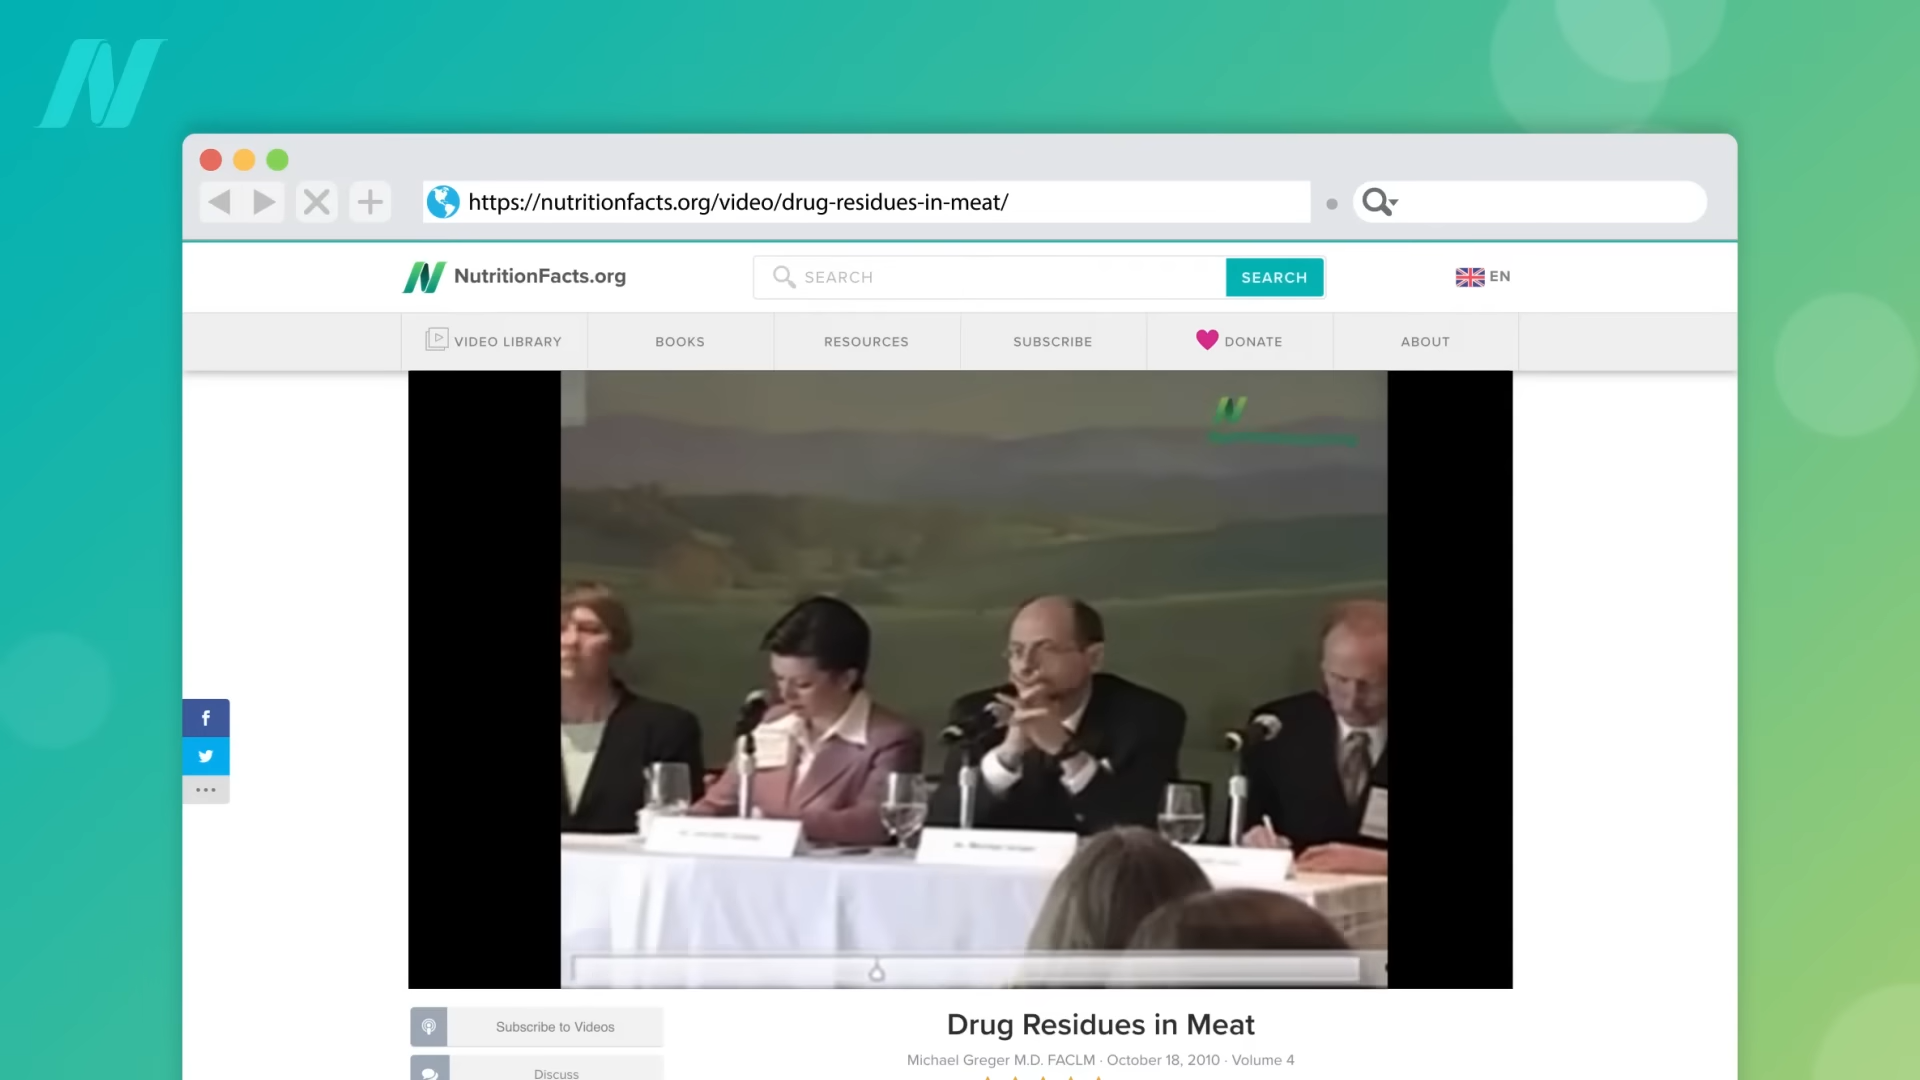 https://nutritionfacts.org/video/drug-residues-in-meat/
NutritionFacts.org
SEARCH
SEARCH
EN
VIDEO LIBRARY
BOOKS
RESOURCES
SUBSCRIBE
DONATE
ABOUT
Subscribe to Videos
Drug Residues in Meat
Michael Greger M.D. FACLM · October 18, 2010 · Volume 4
Discuss